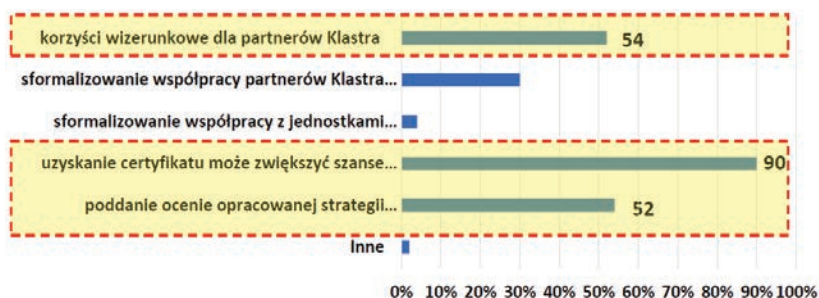 korzyści wizerunkowe dla partnerów Klastra 54
sformalizowanie współpracy partnerów Klastra...
sformalizowanie współpracy z jednostkami...
uzyskanie certyfikatu może zwiększyć szanse... 90
poddanie ocenie opracowanej strategii... 52
Inne
0% 10% 20% 30% 40% 50% 60% 70% 80% 90% 100%